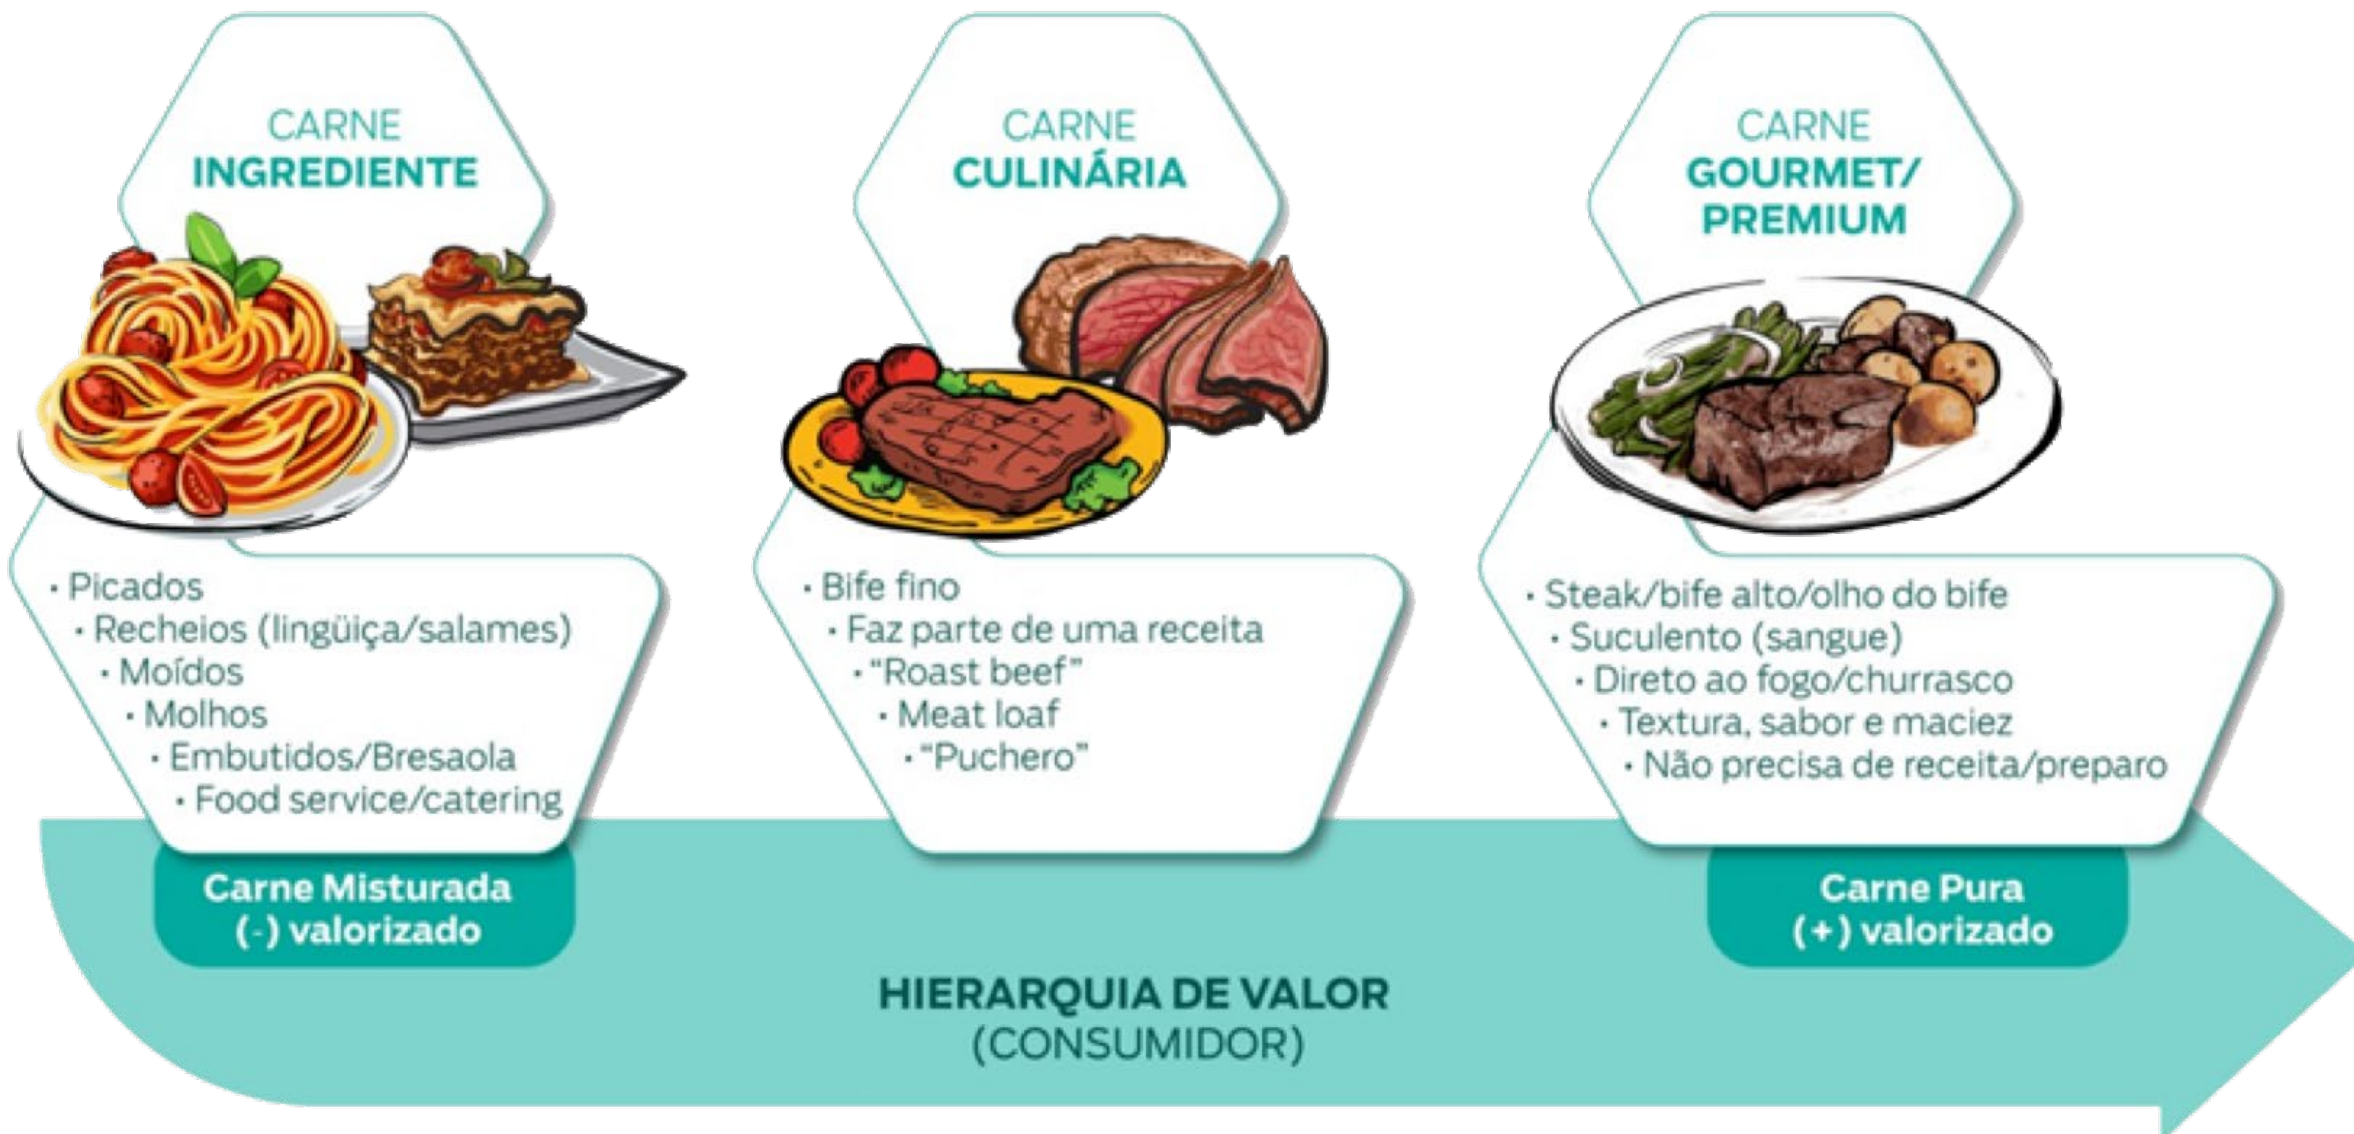 CARNE
INGREDIENTE
· Picados
· Recheios (lingüiça/salames)
· Moídos
· Molhos
· Embutidos/Bresaola
· Food service/catering
Carne Misturada
(-) valorizado
CARNE
CULINÁRIA
· Bife fino
· Faz parte de uma receita
· “Roast beef”
· Meat loaf
· “Puchero”
CARNE
GOURMET/
PREMIUM
· Steak/bife alto/olho do bife
· Suculento (sangue)
· Direto ao fogo/churrasco
· Textura, sabor e maciez
· Não precisa de receita/preparo
Carne Pura
(+) valorizado
HIERARQUIA DE VALOR
(CONSUMIDOR)